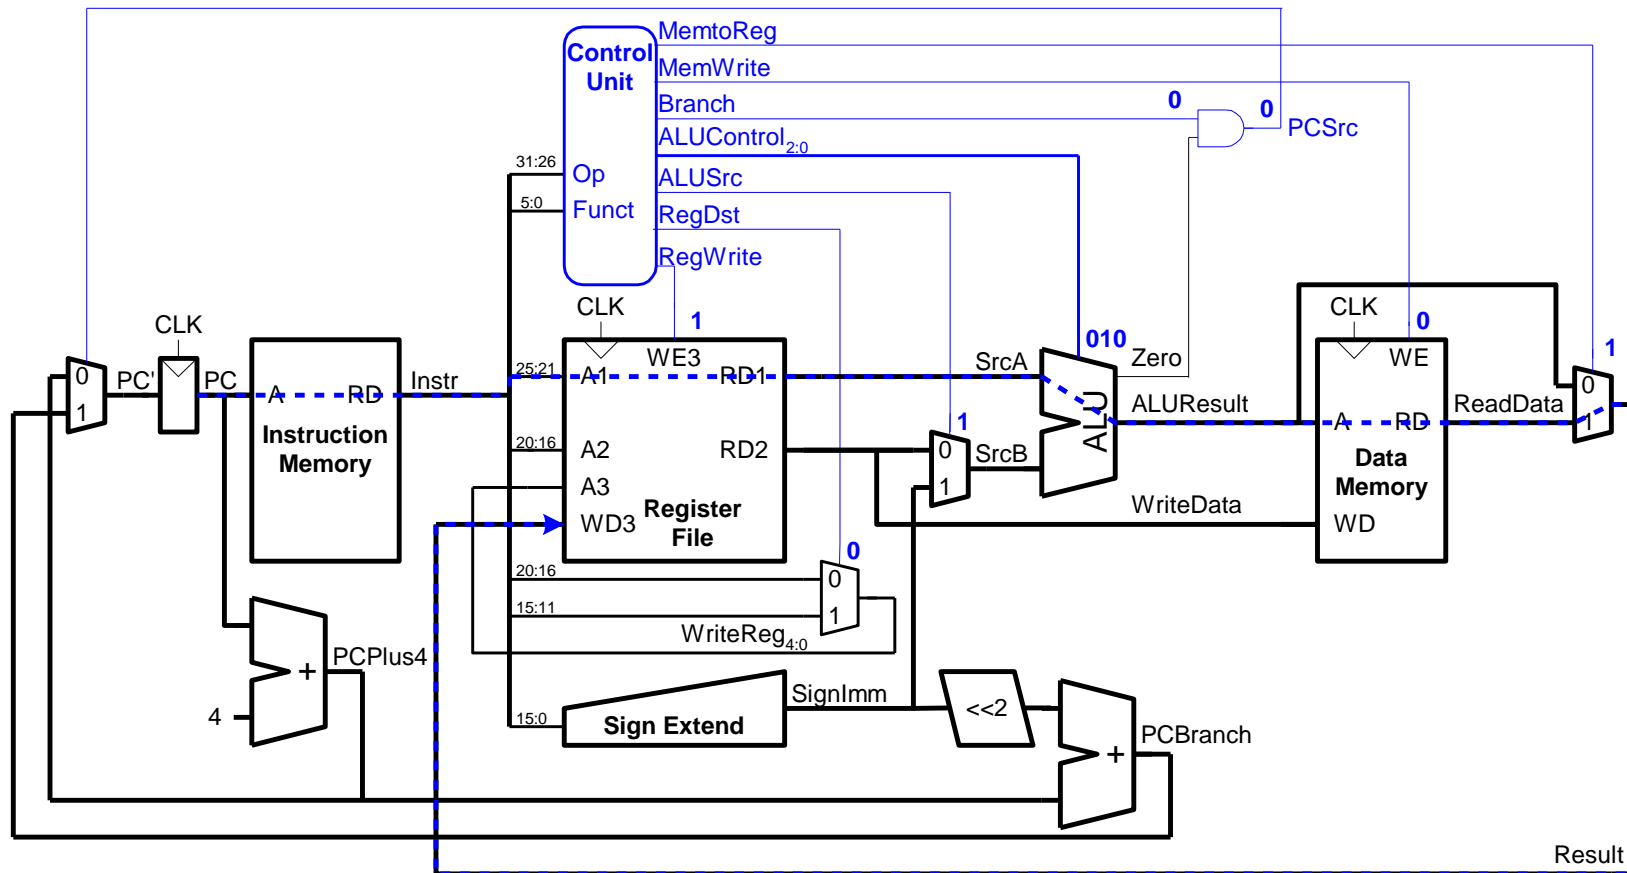 MemtoReg
Control
Unit
MemWrite
Branch
0
0
PCSrc
ALUControl2:0
31:26
Op
ALUSrc
5:0
Funct
RegDst
RegWrite
CLK
CLK
CLK
1
010
0
1
WE3
WE
0
PC'
PC
A
RD
Instr
25:21
A1
RD1
SrcA
Zero
0
1
ALU
ALUResult
A
RD
ReadData
1
Instruction
Memory
20:16
A2
RD2
1
0
SrcB
1
Data
Memory
A3
Register
File
WD3
WriteData
WD
0
20:16
0
15:11
1
WriteReg4:0
PCPlus4
+
4
15:0
Sign Extend
SignImm
<<2
+
PCBranch
Result